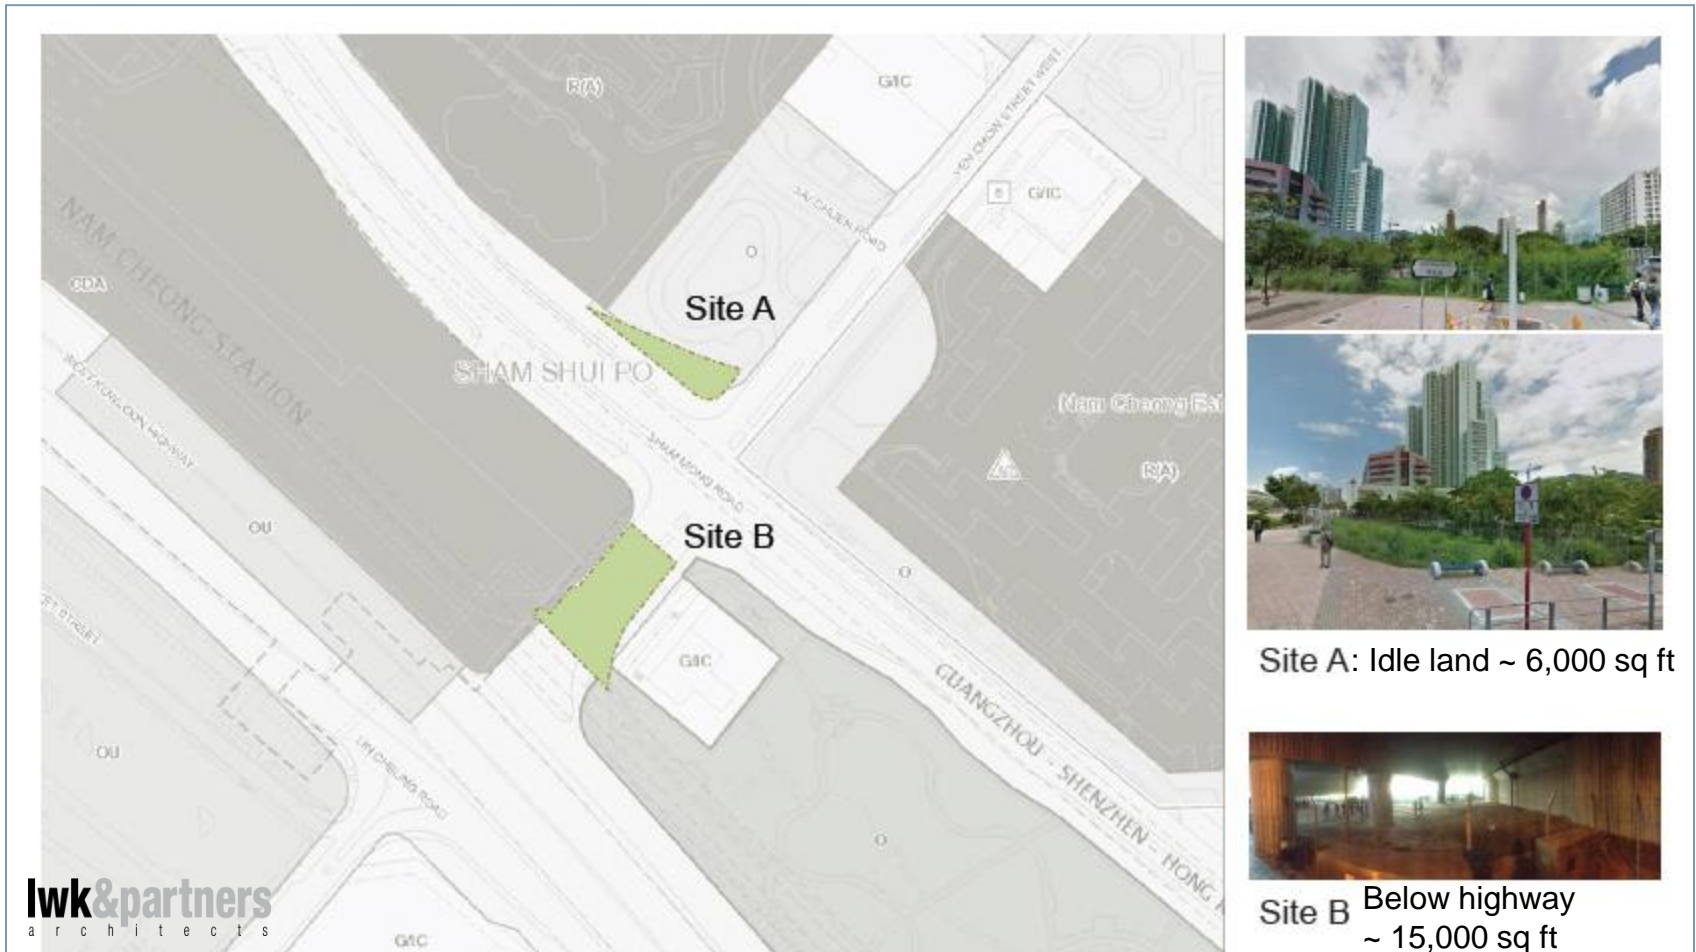 R(A)
G/IC
YEN CHOW STREET WEST
8
G/IC
SAI CHUEN ROAD
NAM CHEONG STATION
O
CDA
Site A
SHAM SHUI PO
WEST KOWLOON HIGHWAY
Nam Cheong Est
SHAM MONG ROAD
R(A)
OU
Site B
O
G/IC
GUANGZHOU - SHENZHEN - HONG K
OU
LIN CHEUNG ROAD
O
G/IC
lwk&partners
architects
Site A: Idle land ~ 6,000 sq ft
Site B
Below highway
~ 15,000 sq ft